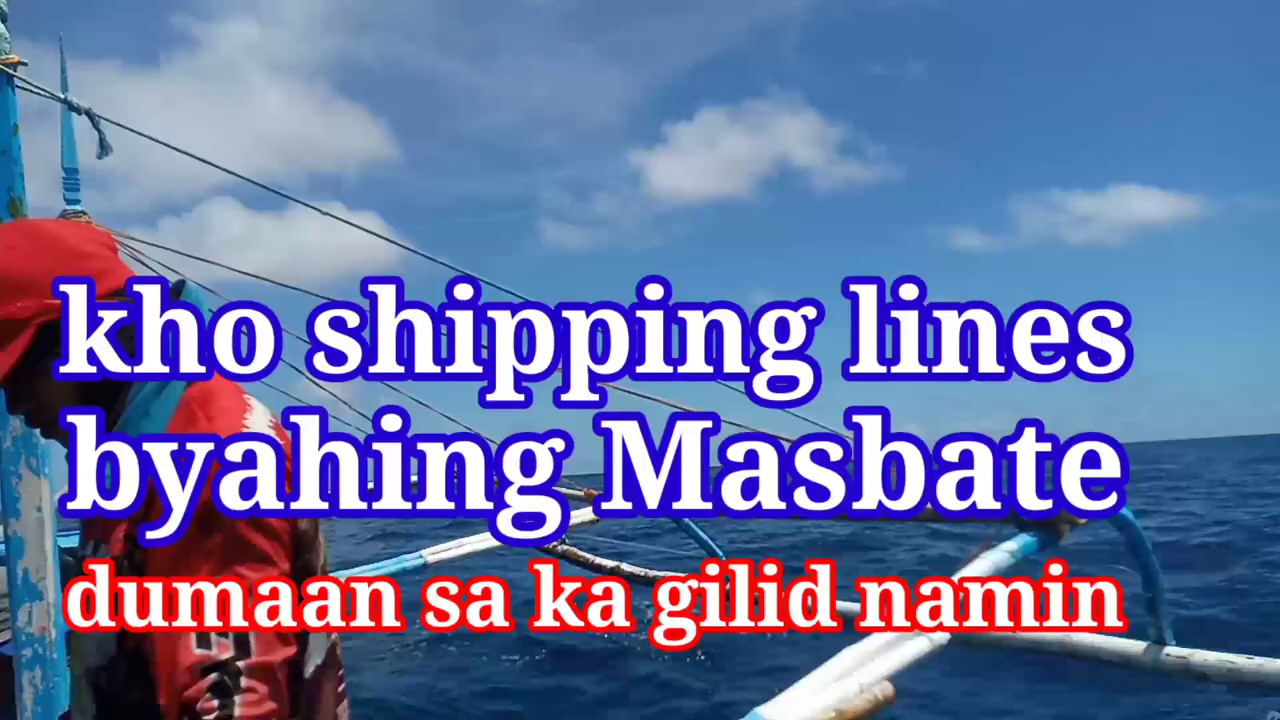 kho shipping lines
byahing Masbate
dumaan sa ka gilid namin